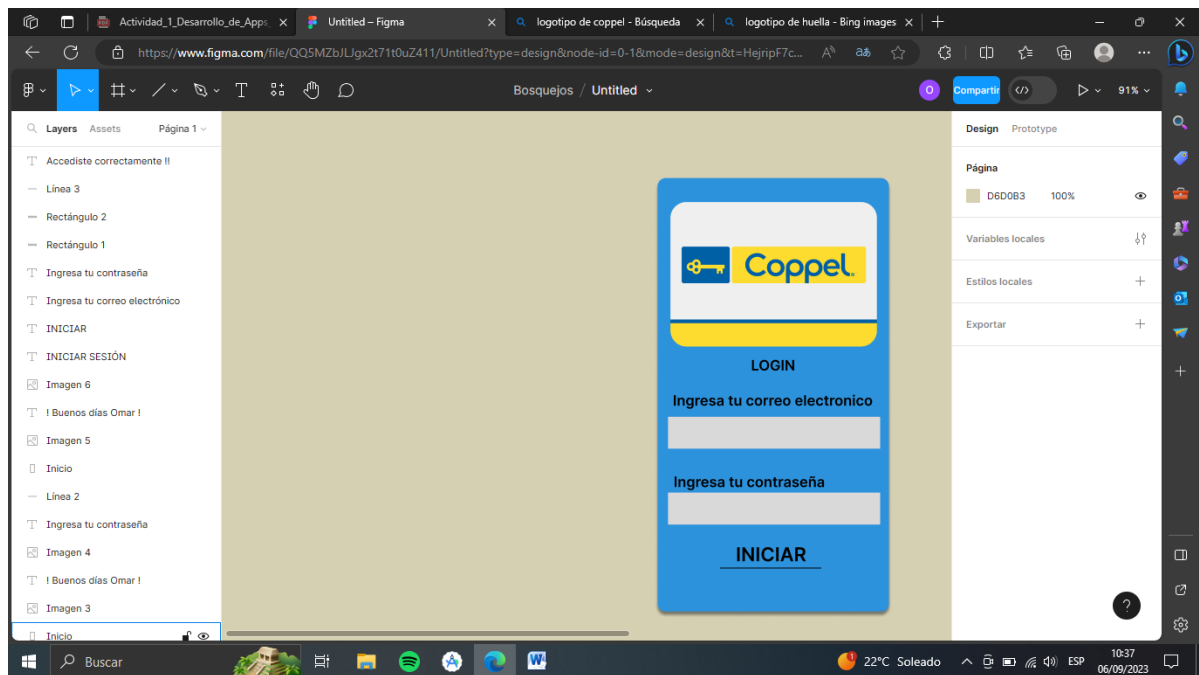 Actividad_1_Desarrollo_de_Apps_
Untitled – Figma
logotipo de coppel - Búsqueda
logotipo de huella - Bing images
https://www.figma.com/file/QQ5MZbJLJgx2t71t0uZ411/Untitled?type=design&node-id=0-1&mode=design&t=HejripF7c...
Bosquejos / Untitled
O
Compartir
91%
Layers Assets Página 1
Accediste correctamente !!
Línea 3
Rectángulo 2
Rectángulo 1
Ingresa tu contraseña
Ingresa tu correo electrónico
INICIAR
INICIAR SESIÓN
Imagen 6
! Buenos días Omar !
Imagen 5
Inicio
Línea 2
Ingresa tu contraseña
Imagen 4
! Buenos días Omar !
Imagen 3
Inicio
Coppel.
LOGIN
Ingresa tu correo electronico
Ingresa tu contraseña
INICIAR
Design Prototype
Página
D6D0B3 100%
Variables locales
Estilos locales
Exportar
?
Buscar
22°C Soleado
ESP
10:37
06/09/2023